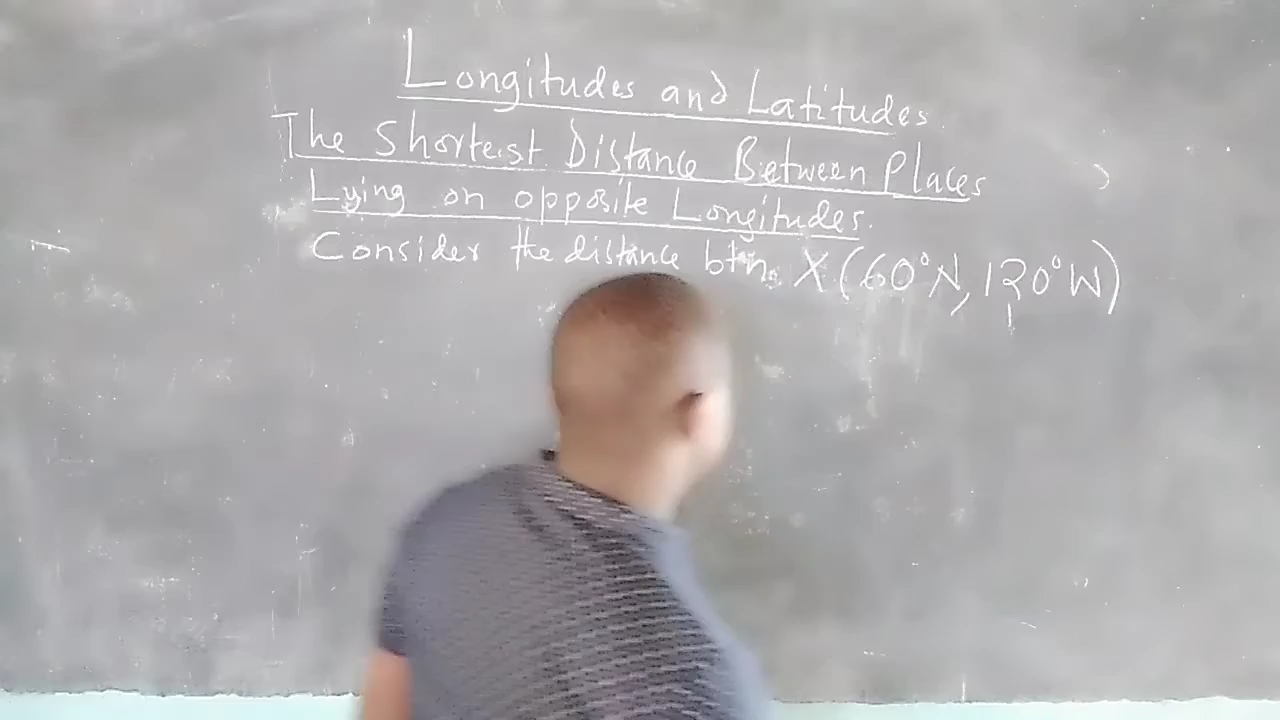 Longitudes and Latitudes
The Shortest Distance Between Places
Lying on opposite Longitudes.
Consider the distance btn. X(60°N, 120°W)